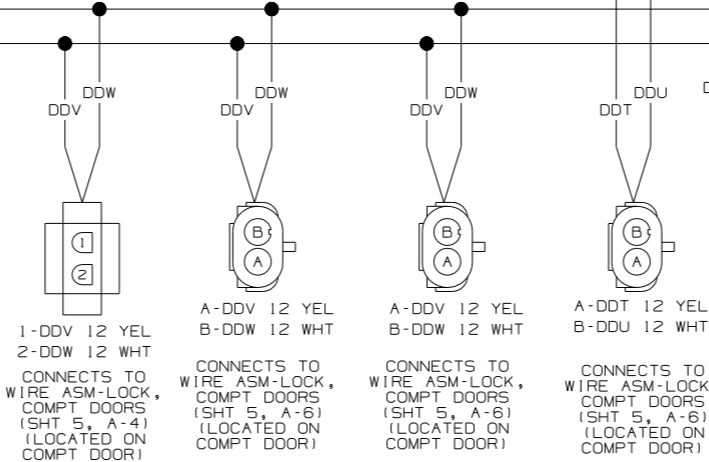 DDW
DDV
DDW
DDV
DDW
DDV
DDU
DDT
1
2
B
A
B
A
B
A
1-DDV 12 YEL
2-DDW 12 WHT
CONNECTS TO
WIRE ASM-LOCK,
COMPT DOORS
(SHT 5, A-4)
(LOCATED ON
COMPT DOOR)
A-DDV 12 YEL
B-DDW 12 WHT
CONNECTS TO
WIRE ASM-LOCK,
COMPT DOORS
(SHT 5, A-6)
(LOCATED ON
COMPT DOOR)
A-DDV 12 YEL
B-DDW 12 WHT
CONNECTS TO
WIRE ASM-LOCK,
COMPT DOORS
(SHT 5, A-6)
(LOCATED ON
COMPT DOOR)
A-DDT 12 YEL
B-DDU 12 WHT
CONNECTS TO
WIRE ASM-LOCK
COMPT DOORS
(SHT 5, A-6)
(LOCATED ON
COMPT DOOR)